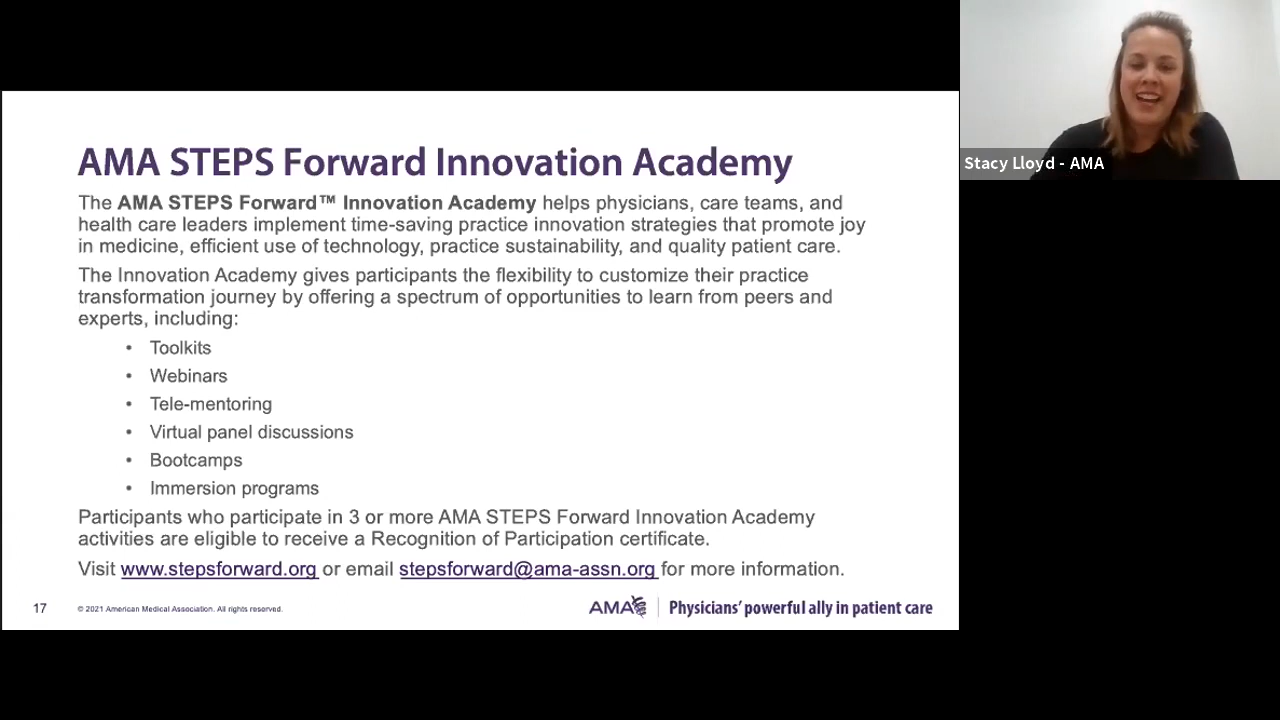 AMA STEPS Forward Innovation Academy
The AMA STEPS Forward™ Innovation Academy helps physicians, care teams, and
health care leaders implement time-saving practice innovation strategies that promote joy
in medicine, efficient use of technology, practice sustainability, and quality patient care.
The Innovation Academy gives participants the flexibility to customize their practice
transformation journey by offering a spectrum of opportunities to learn from peers and
experts, including:
• Toolkits
• Webinars
• Tele-mentoring
• Virtual panel discussions
• Bootcamps
• Immersion programs
Participants who participate in 3 or more AMA STEPS Forward Innovation Academy
activities are eligible to receive a Recognition of Participation certificate.
Visit www.stepsforward.org or email stepsforward@ama-assn.org for more information.
17 © 2021 American Medical Association. All rights reserved. AMA Physicians' powerful ally in patient care
Stacy Lloyd - AMA